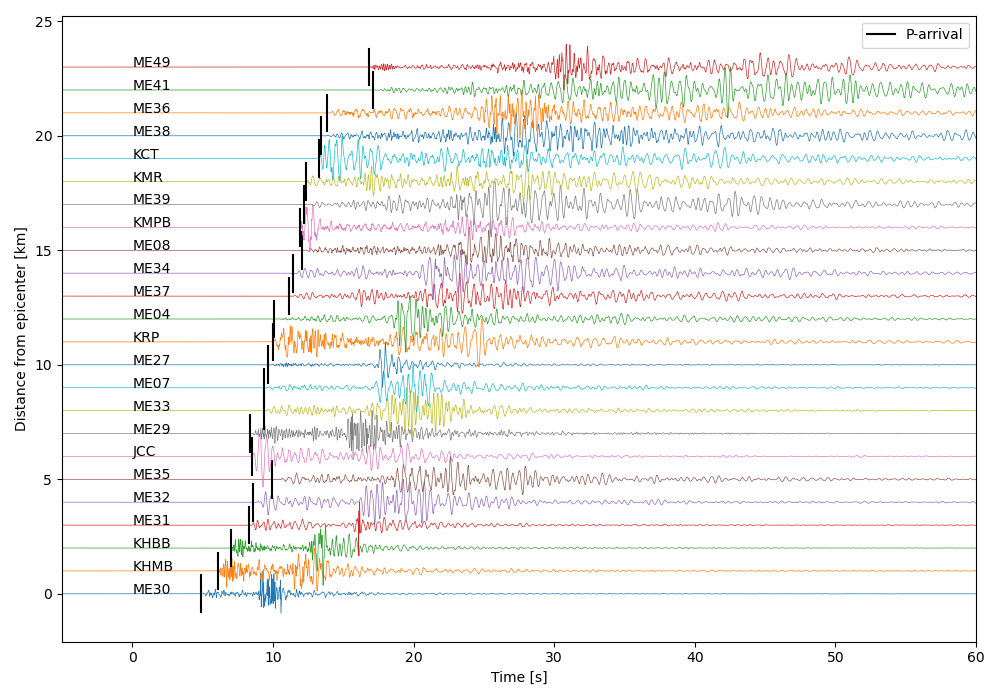 25
P-arrival
ME49
ME41
ME36
20
ME38
KCT
KMR
ME39
KMPB
15
ME08
ME34
ME37
ME04
KRP
10
ME27
ME07
ME33
ME29
JCC
5
ME35
ME32
ME31
KHBB
KHMB
0
ME30
Distance from epicenter [km]
0 10 20 30 40 50 60
Time [s]